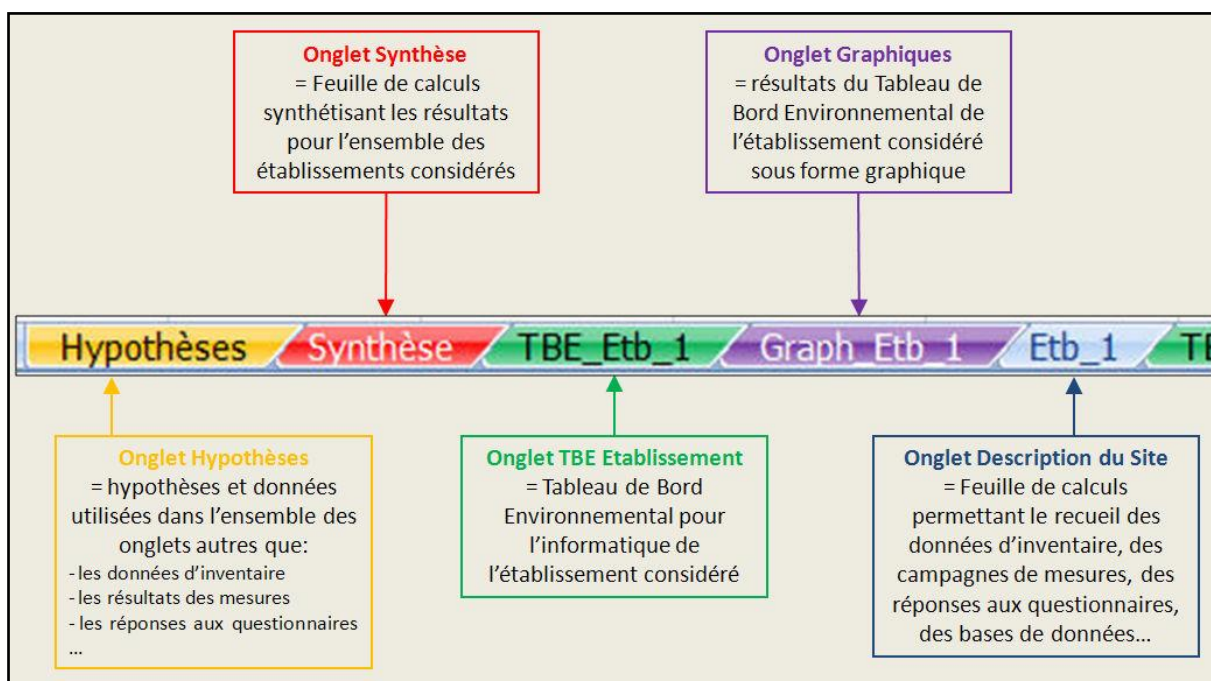 Onglet Synthèse
= Feuille de calculs
synthétisant les résultats
pour l'ensemble des
établissements considérés
Onglet Graphiques
= résultats du Tableau de
Bord Environnemental de
l'établissement considéré
sous forme graphique
Hypothèses Synthèse TBE_Etb_1 Graph_Etb_1 Etb_1 TE
Onglet Hypothèses
= hypothèses et données
utilisées dans l'ensemble des
onglets autres que:
- les données d'inventaire
- les résultats des mesures
- les réponses aux questionnaires
...
Onglet TBE Etablissement
= Tableau de Bord
Environnemental pour
l'informatique de
l'établissement considéré
Onglet Description du Site
= Feuille de calculs
permettant le recueil des
données d'inventaire, des
campagnes de mesures, des
réponses aux questionnaires,
des bases de données...